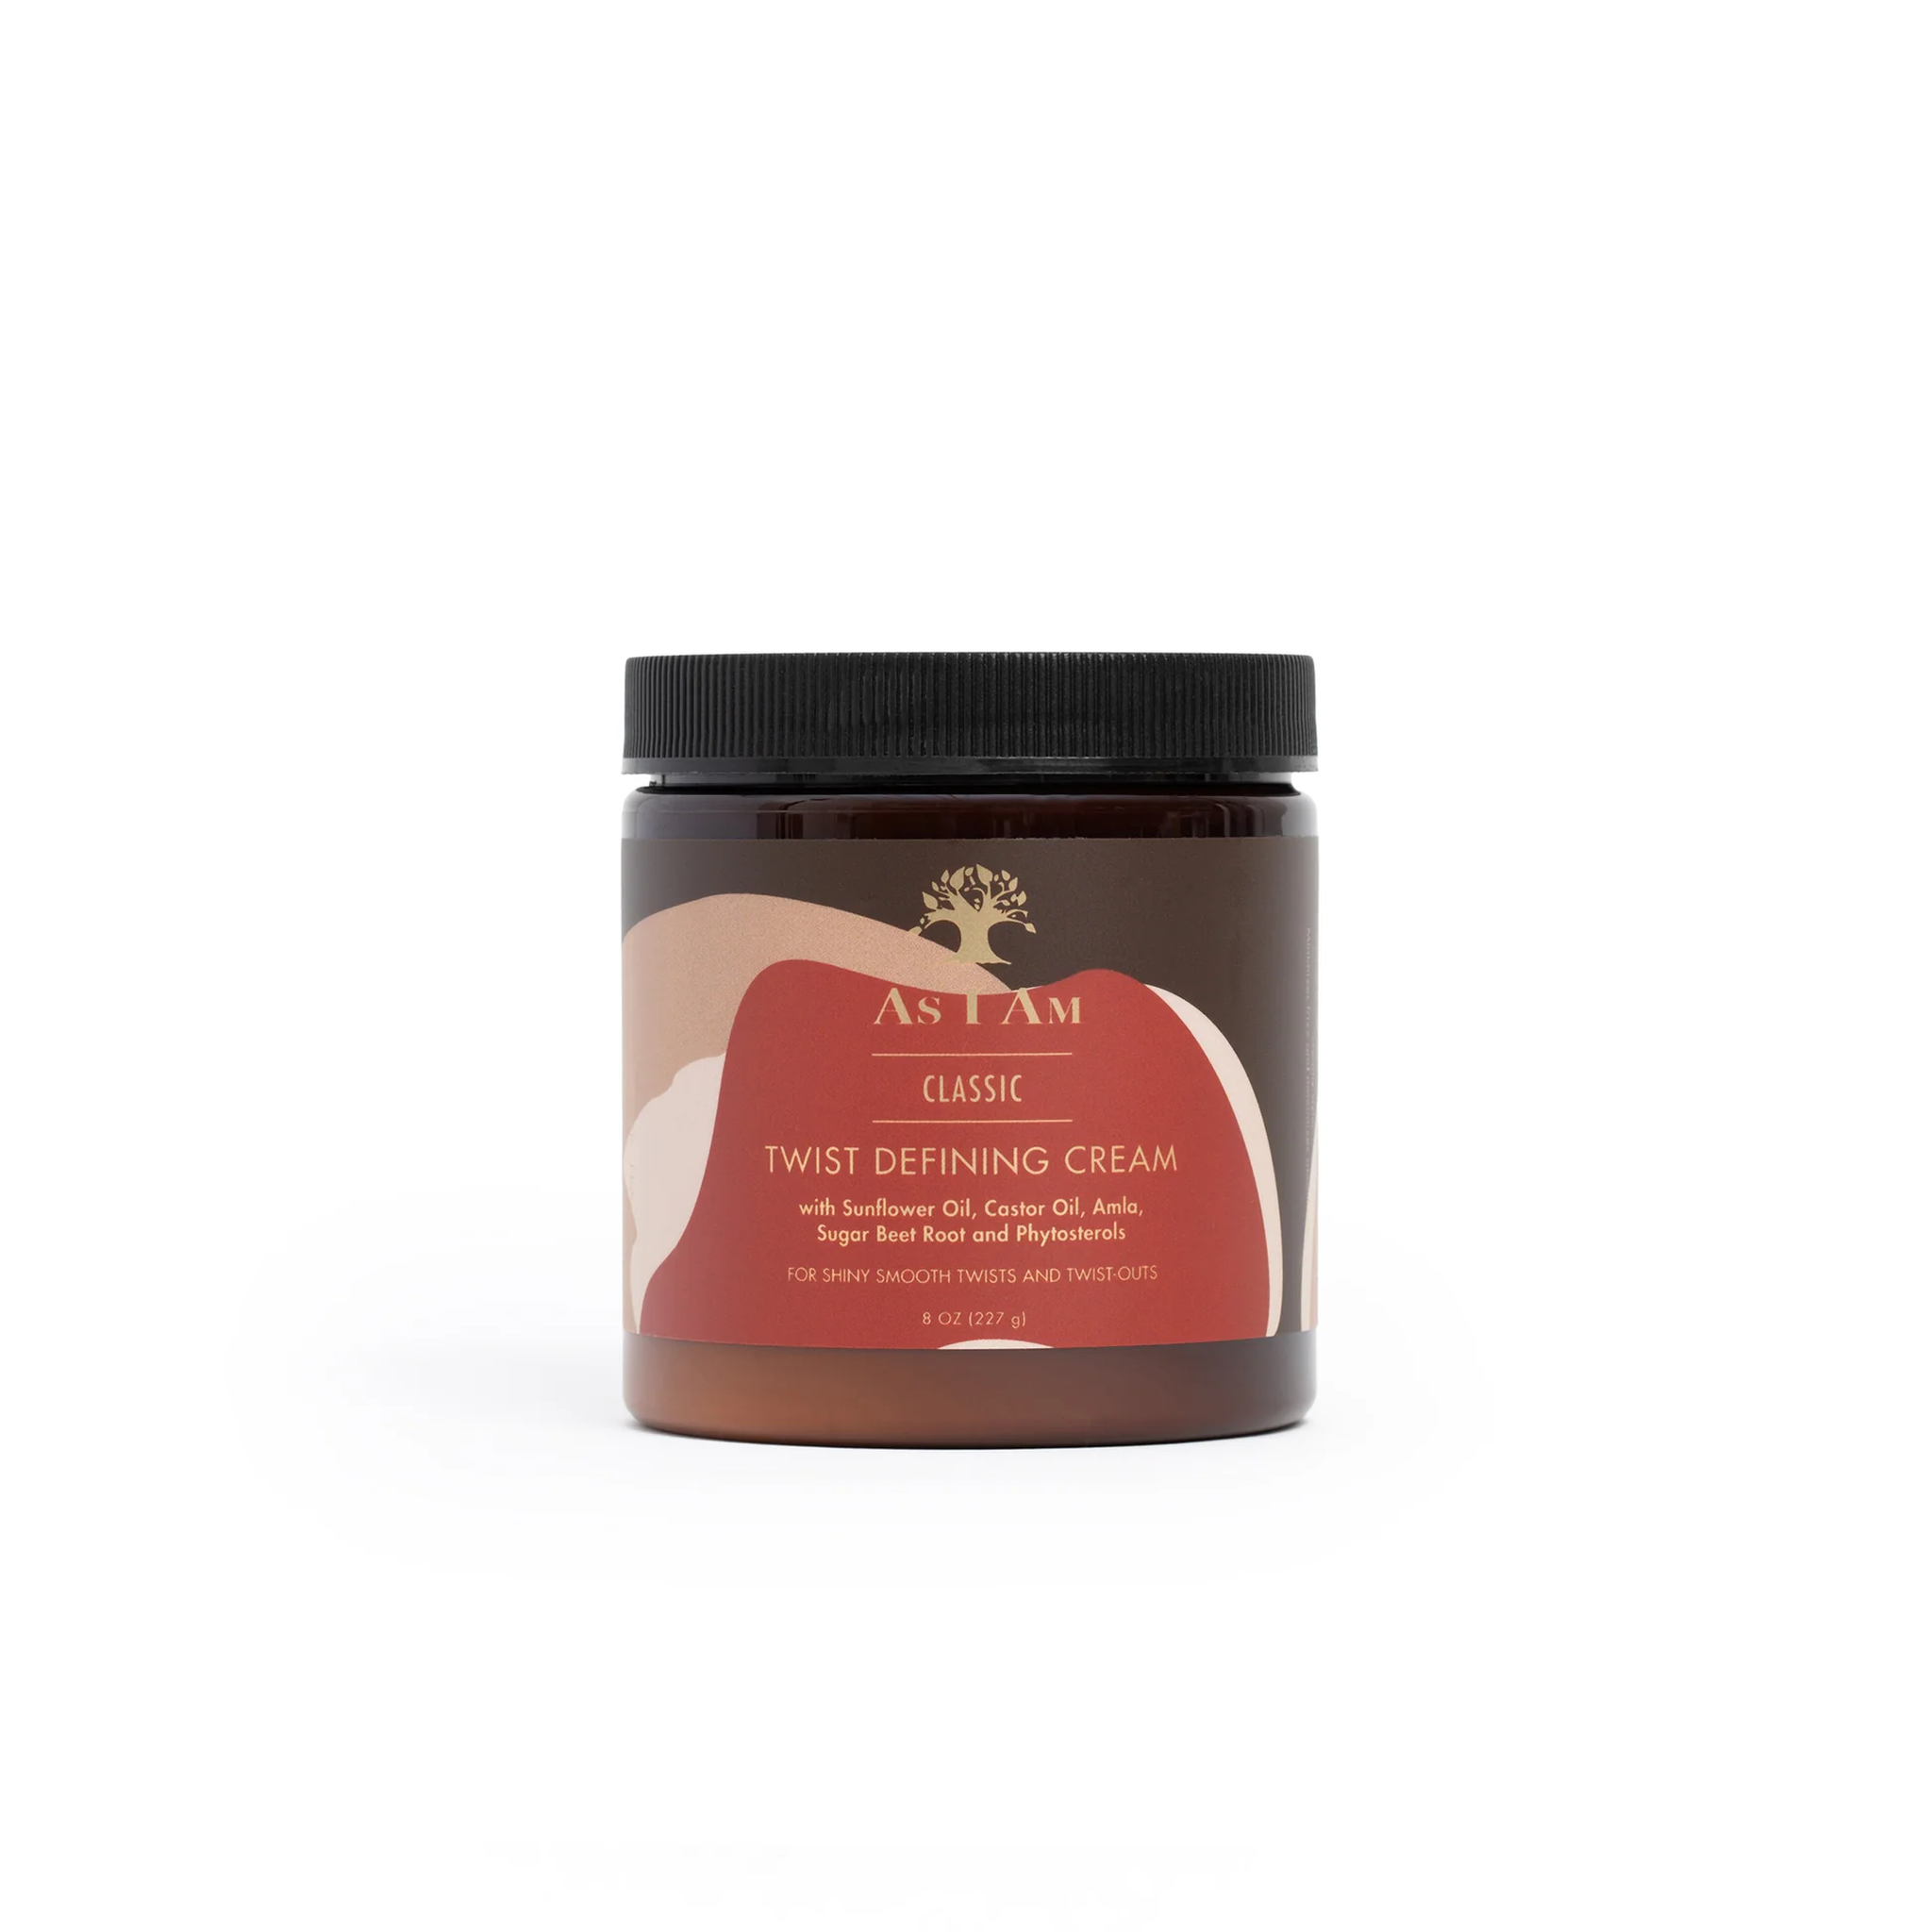 As I Am
CLASSIC
TWIST DEFINING CREAM
with Sunflower Oil, Castor Oil, Amla,
Sugar Beet Root and Phytosterols
FOR SHINY SMOOTH TWISTS AND TWIST-OUTS
8 OZ (227 g)